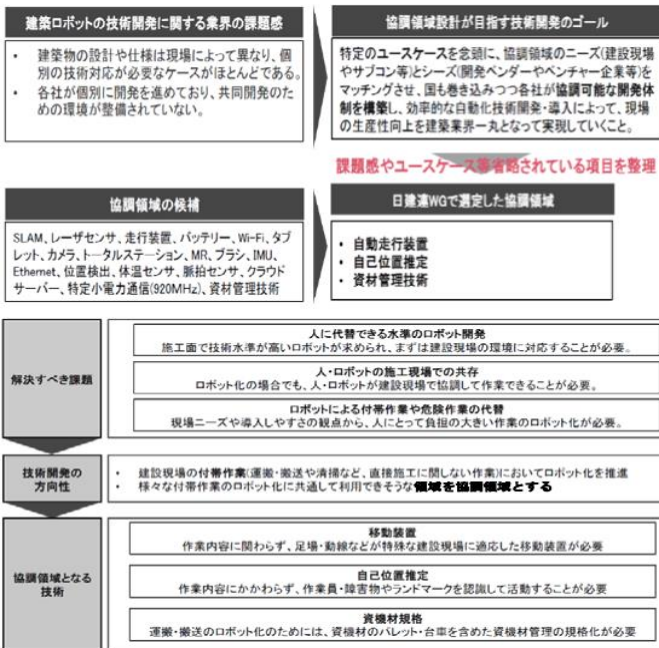 建築ロボットの技術開発に関する業界の課題感
・ 建築物の設計や仕様は現場によって異なり、個
別の技術対応が必要なケースがほとんどである。
・ 各社が個別に開発を進めており、共同開発のた
めの環境が整備されていない。
協調領域設計が目指す技術開発のゴール
特定のユースケースを念頭に、協調領域のニーズ(建設現場
やサブコン等)とシーズ(開発ベンダーやベンチャー企業等)を
マッチングさせ、国も巻き込みつつ各社が協調可能な開発体
制を構築し、効率的な自動化技術開発・導入によって、現場
の生産性向上を建築業界一丸となって実現していくこと。
課題感やユースケース等省略されている項目を整理
協調領域の候補
SLAM、レーザセンサ、走行装置、バッテリー、Wi-Fi、タブ
レット、カメラ、トータルステーション、MR、ブラシ、IMU、
Ethernet、位置検出、体温センサ、脈拍センサ、クラウド
サーバー、特定小電力通信(920MHz)、資材管理技術
日建連WGで選定した協調領域
・ 自動走行装置
・ 自己位置推定
・ 資材管理技術
解決すべき課題
人に代替できる水準のロボット開発
施工面で技術水準が高いロボットが求められ、まずは建設現場の環境に対応することが必要。
人・ロボットの施工現場での共存
ロボット化の場合でも、人・ロボットが建設現場で協調して作業できることが必要。
ロボットによる付帯作業や危険作業の代替
現場ニーズや導入しやすさの観点から、人にとって負担の大きい作業のロボット化が必要。
技術開発の
方向性
・ 建設現場の付帯作業(運搬・搬送や清掃など、直接施工に関しない作業)においてロボット化を推進
・ 様々な付帯作業のロボット化に共通して利用できそうな領域を協調領域とする
協調領域となる
技術
移動装置
作業内容に関わらず、足場・動線などが特殊な建設現場に適応した移動装置が必要
自己位置推定
作業内容にかかわらず、作業員・障害物やランドマークを認識して活動することが必要
資機材規格
運搬・搬送のロボット化のためには、資機材のパレット・台車を含めた資機材管理の規格化が必要